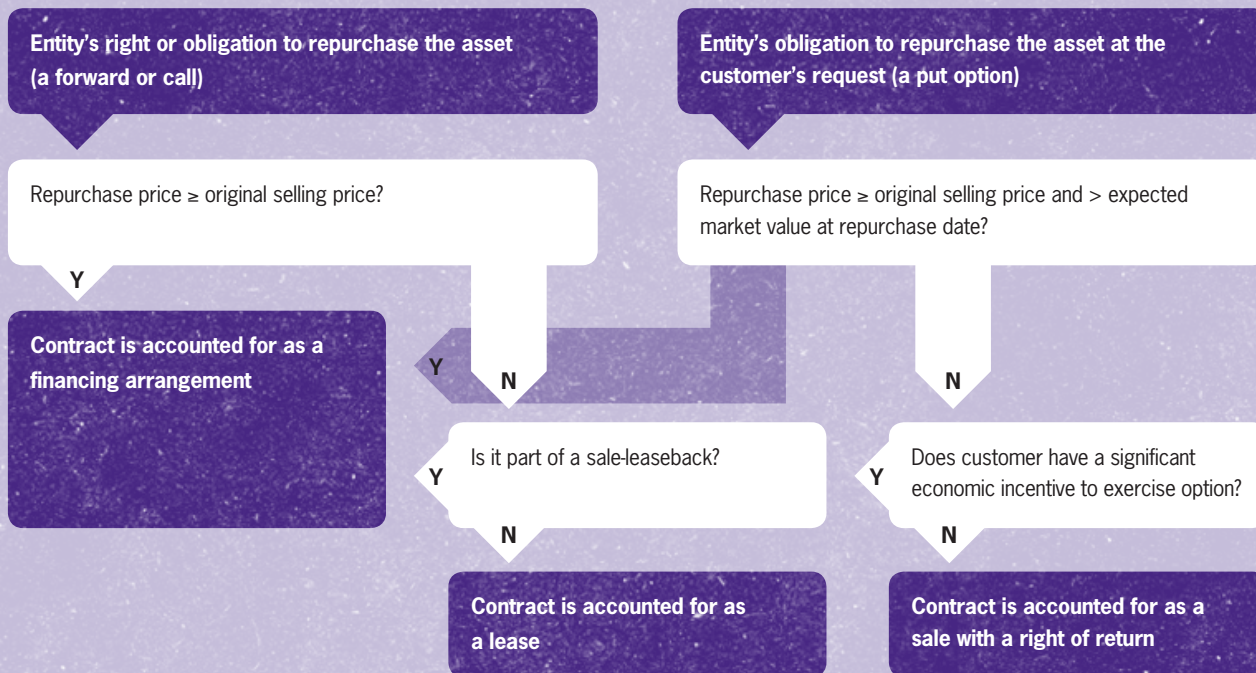 Entity's right or obligation to repurchase the asset
(a forward or call)
Entity's obligation to repurchase the asset at the
customer's request (a put option)
Repurchase price ≥ original selling price?
Repurchase price ≥ original selling price and > expected
market value at repurchase date?
Y
Contract is accounted for as a
financing arrangement
Y
N
N
Y
Is it part of a sale-leaseback?
Y
Does customer have a significant
economic incentive to exercise option?
N
N
Contract is accounted for as
a lease
Contract is accounted for as a
sale with a right of return